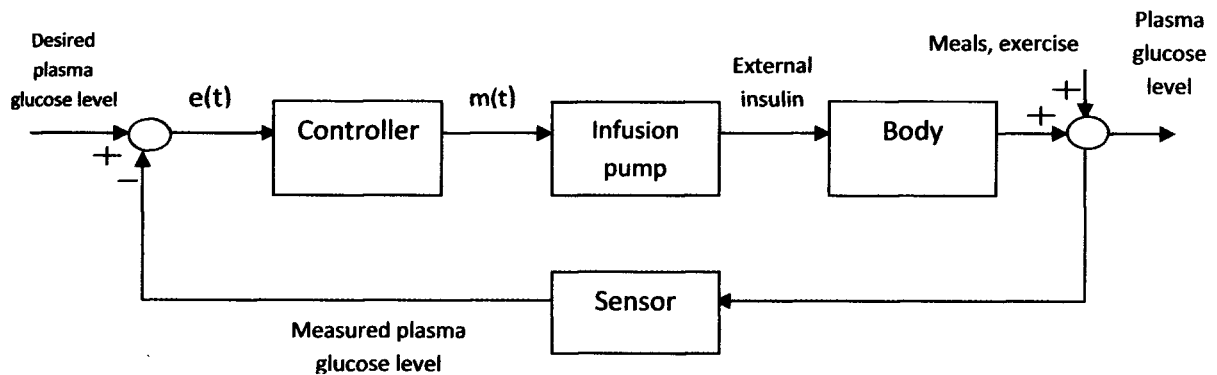 Desired
plasma
glucose level
e(t)
Controller
m(t)
Infusion
pump
External
insulin
Body
Meals, exercise
Plasma
glucose
level
+
−
+
+
Sensor
Measured plasma
glucose level